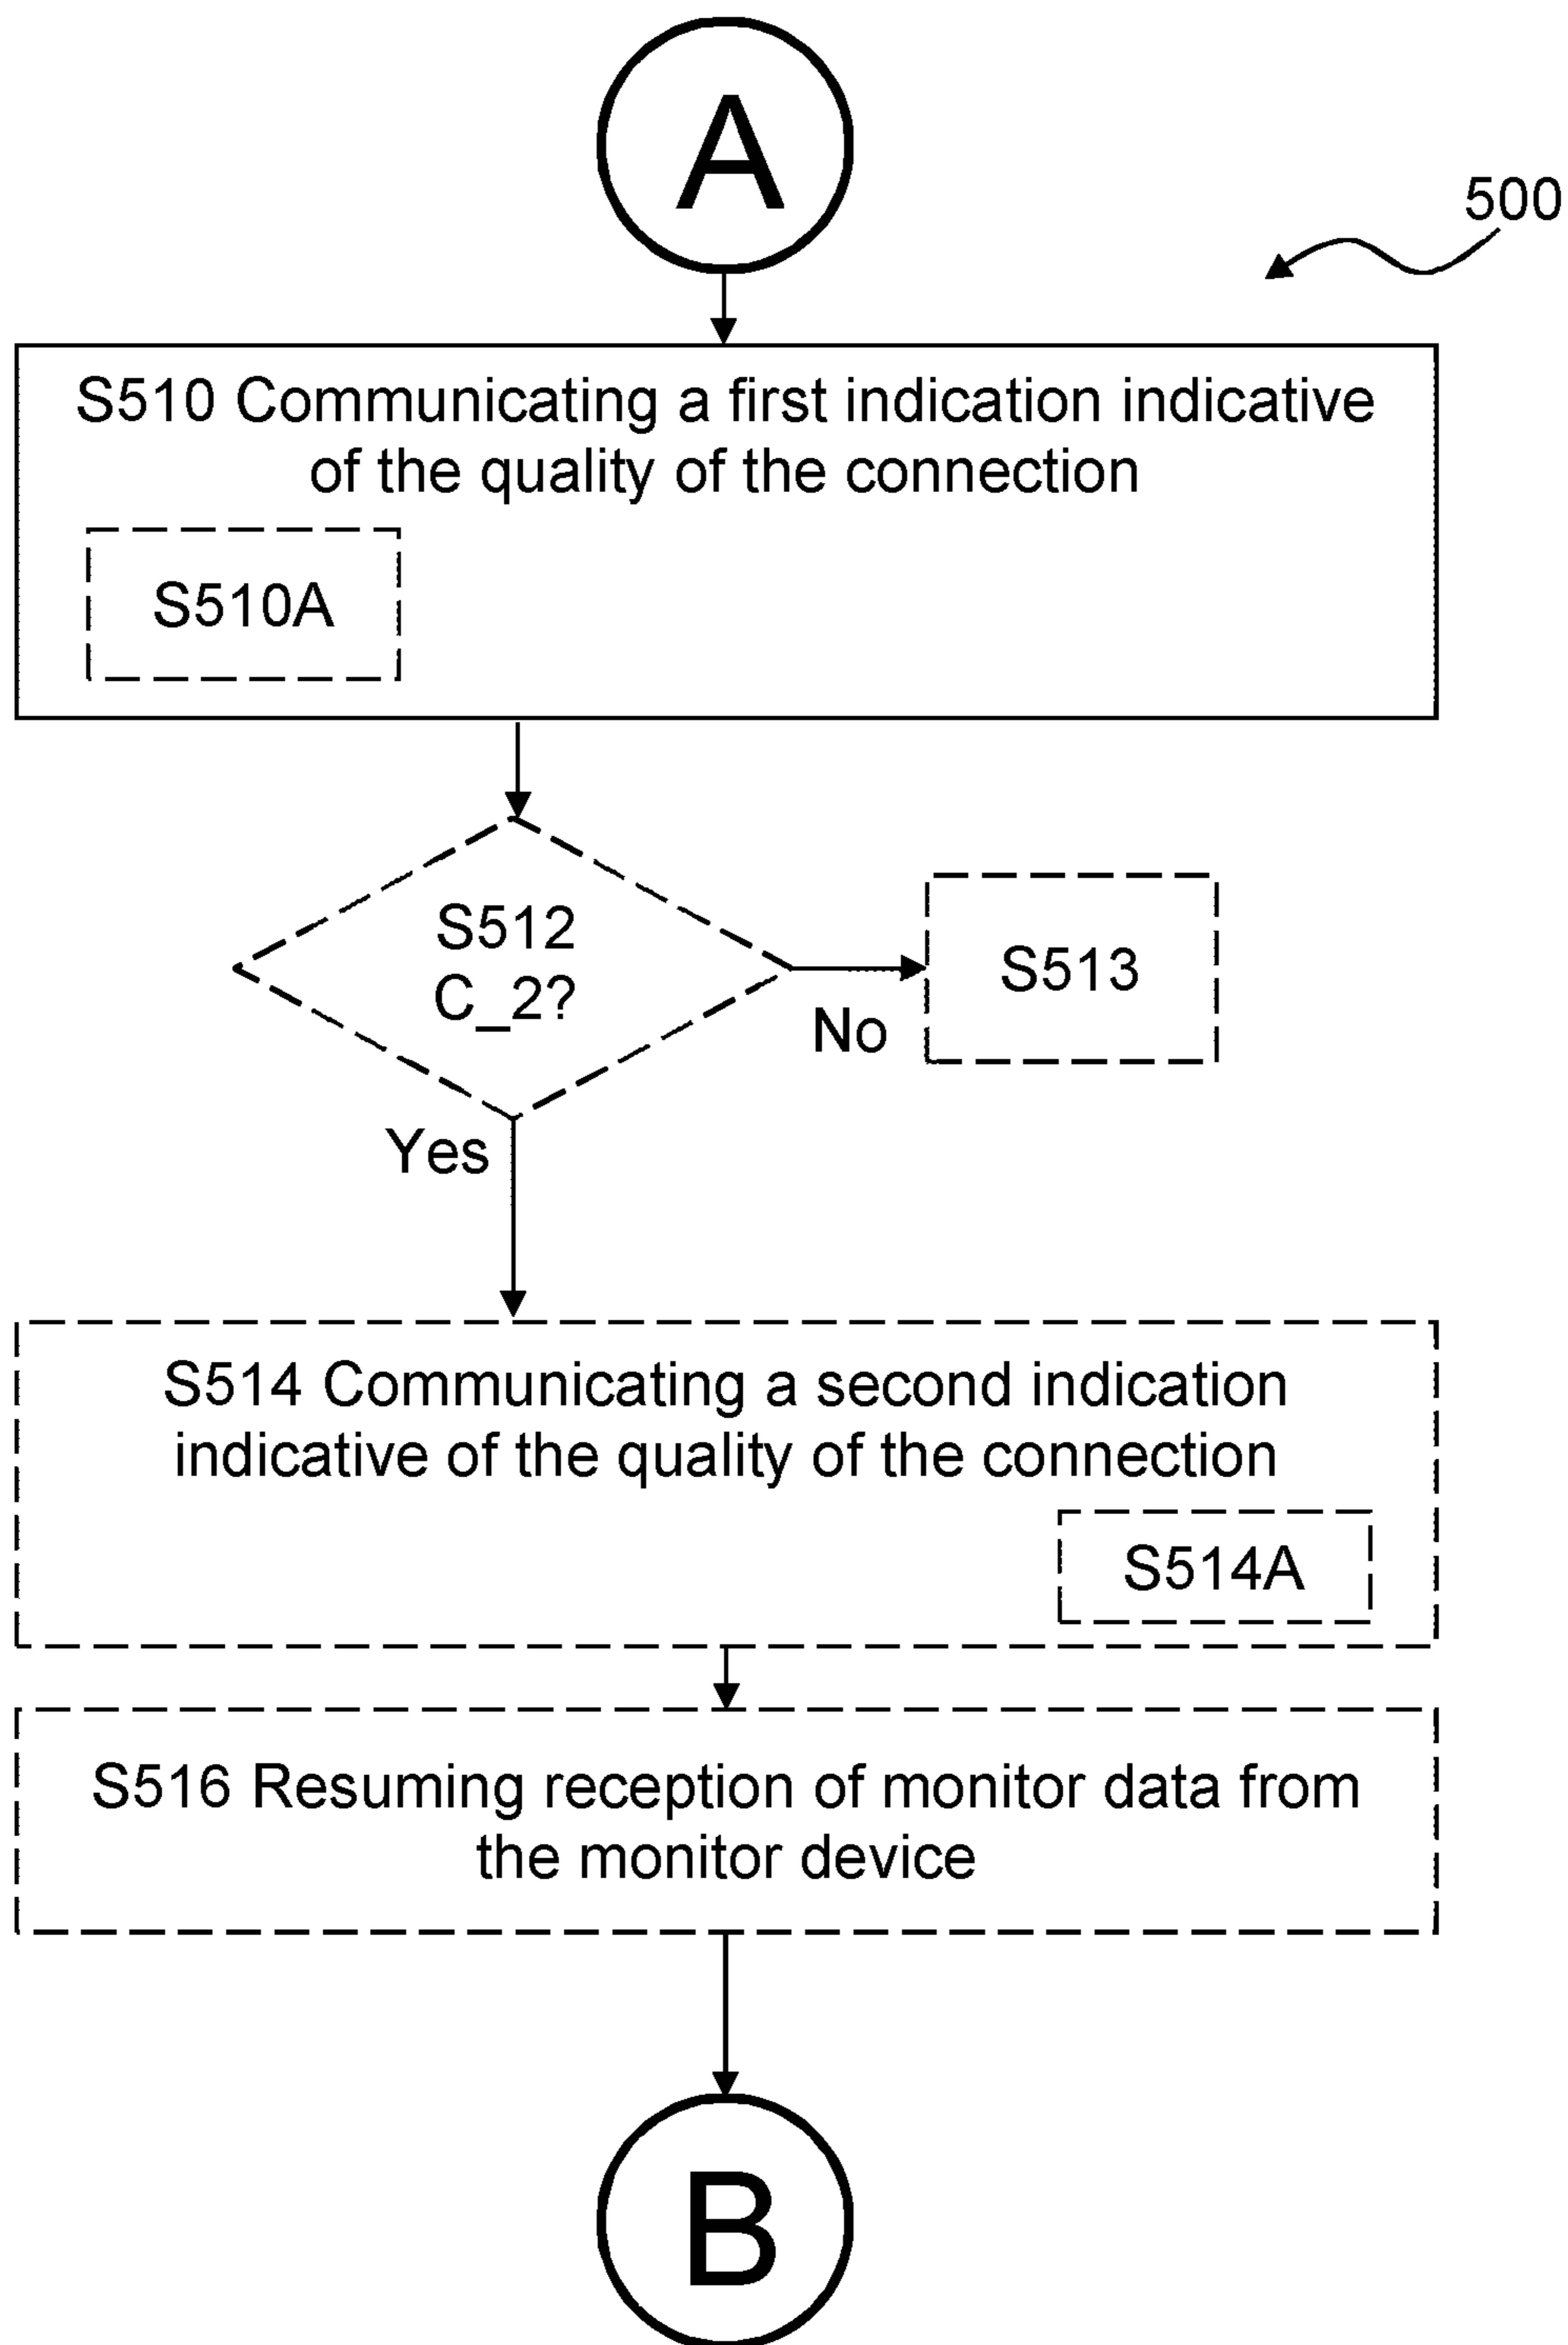 A
500
S510 Communicating a first indication indicative
of the quality of the connection
S510A
S512
C_2?
No
S513
Yes
S514 Communicating a second indication
indicative of the quality of the connection
S514A
S516 Resuming reception of monitor data from
the monitor device
B